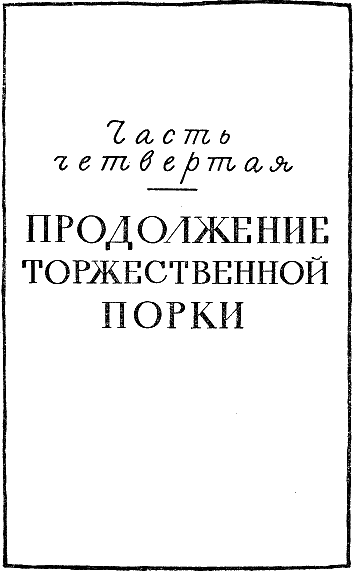 Часть
четвертая
ПРОДОЛЖЕНИЕ
ТОРЖЕСТВЕННОЙ
ПОРКИ